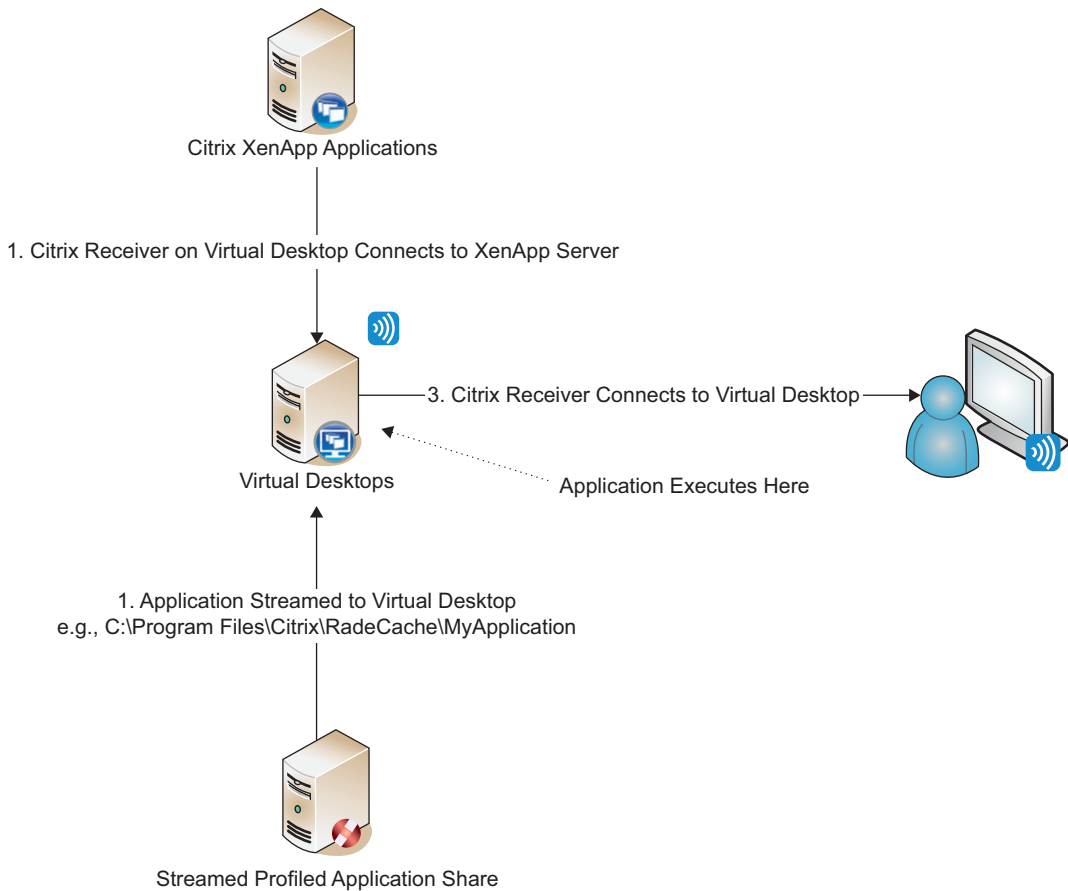 Citrix XenApp Applications
1. Citrix Receiver on Virtual Desktop Connects to XenApp Server
3. Citrix Receiver Connects to Virtual Desktop
Virtual Desktops
Application Executes Here
1. Application Streamed to Virtual Desktop
e.g., C:\Program Files\Citrix\RadeCache\MyApplication
Streamed Profiled Application Share